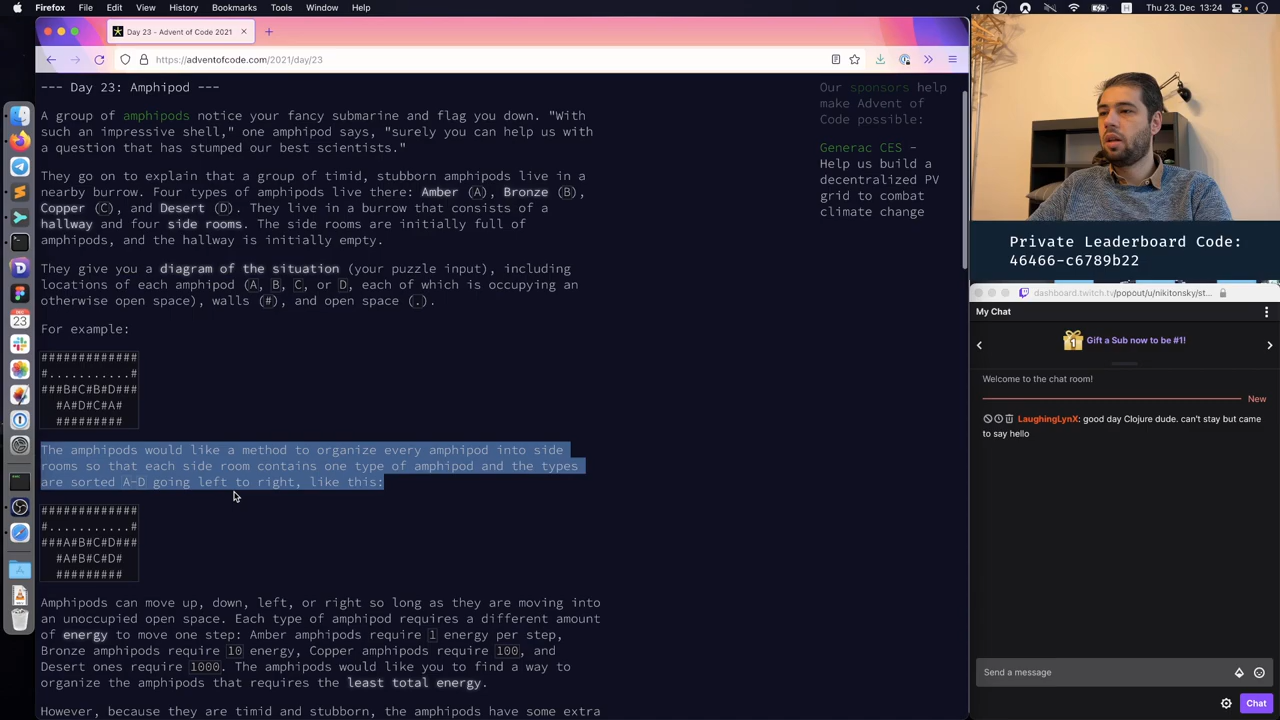 Firefox File Edit View History Bookmarks Tools Window Help
Thu 23. Dec 13:24
Day 23 - Advent of Code 2021
https://adventofcode.com/2021/day/23
--- Day 23: Amphipod ---
A group of amphipods notice your fancy submarine and flag you down. "With
such an impressive shell," one amphipod says, "surely you can help us with
a question that has stumped our best scientists."
They go on to explain that a group of timid, stubborn amphipods live in a
nearby burrow. Four types of amphipods live there: Amber (A), Bronze (B),
Copper (C), and Desert (D). They live in a burrow that consists of a
hallway and four side rooms. The side rooms are initially full of
amphipods, and the hallway is initially empty.
They give you a diagram of the situation (your puzzle input), including
locations of each amphipod (A, B, C, or D, each of which is occupying an
otherwise open space), walls (#), and open space (.).
For example:
#############
#...........#
###B#C#B#D###
  #A#D#C#A#
  #########
The amphipods would like a method to organize every amphipod into side
rooms so that each side room contains one type of amphipod and the types
are sorted A-D going left to right, like this:
#############
#...........#
###A#B#C#D###
  #A#B#C#D#
  #########
Amphipods can move up, down, left, or right so long as they are moving into
an unoccupied open space. Each type of amphipod requires a different amount
of energy to move one step: Amber amphipods require 1 energy per step,
Bronze amphipods require 10 energy, Copper amphipods require 100, and
Desert ones require 1000. The amphipods would like you to find a way to
organize the amphipods that requires the least total energy.
However, because they are timid and stubborn, the amphipods have some extra
Our sponsors help
make Advent of
Code possible:
Generac CES -
Help us build a
decentralized PV
grid to combat
climate change
Private Leaderboard Code:
46466-c6789b22
dashboard.twitch.tv/popout/u/nikitonsky/st...
My Chat
1
Gift a Sub now to be #1!
Welcome to the chat room!
New
LaughingLynX: good day Clojure dude. can't stay but came
to say hello
Send a message
Chat